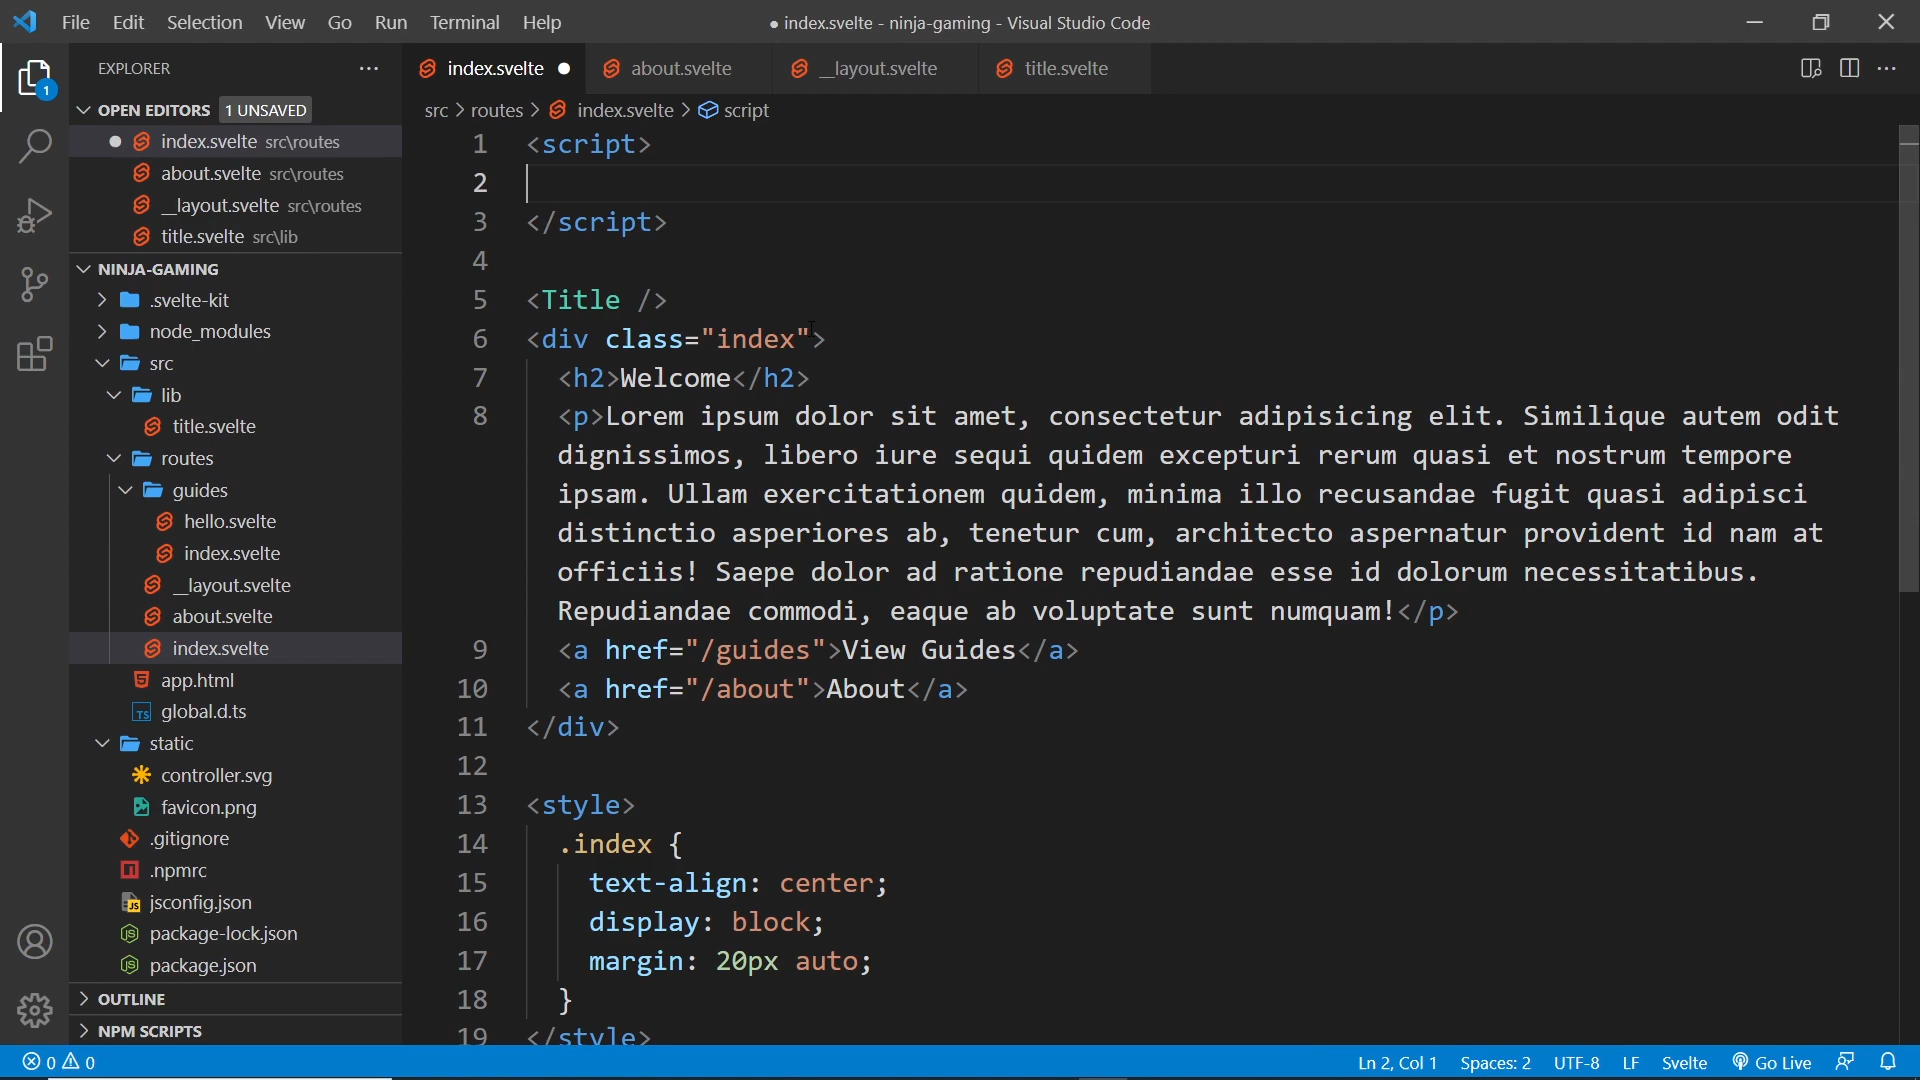 File Edit Selection View Go Run Terminal Help
● index.svelte - ninja-gaming - Visual Studio Code
EXPLORER
index.svelte
about.svelte
__layout.svelte
title.svelte
1
OPEN EDITORS 1 UNSAVED
src > routes > index.svelte > script
index.svelte src\routes
about.svelte src\routes
__layout.svelte src\routes
title.svelte src\lib
NINJA-GAMING
.svelte-kit
node_modules
src
lib
title.svelte
routes
guides
hello.svelte
index.svelte
__layout.svelte
about.svelte
index.svelte
app.html
TS global.d.ts
static
controller.svg
favicon.png
.gitignore
.npmrc
JS jsconfig.json
package-lock.json
package.json
OUTLINE
NPM SCRIPTS
1 <script>
2
3 </script>
4
5 <Title />
6 <div class="index">
7 <h2>Welcome</h2>
8 <p>Lorem ipsum dolor sit amet, consectetur adipisicing elit. Similique autem odit
dignissimos, libero iure sequi quidem excepturi rerum quasi et nostrum tempore
ipsam. Ullam exercitationem quidem, minima illo recusandae fugit quasi adipisci
distinctio asperiores ab, tenetur cum, architecto aspernatur provident id nam at
officiis! Saepe dolor ad ratione repudiandae esse id dolorum necessitatibus.
Repudiandae commodi, eaque ab voluptate sunt numquam!</p>
9 <a href="/guides">View Guides</a>
10 <a href="/about">About</a>
11 </div>
12
13 <style>
14 .index {
15 text-align: center;
16 display: block;
17 margin: 20px auto;
18 }
19 </style>
0 0
Ln 2, Col 1 Spaces: 2 UTF-8 LF Svelte Go Live